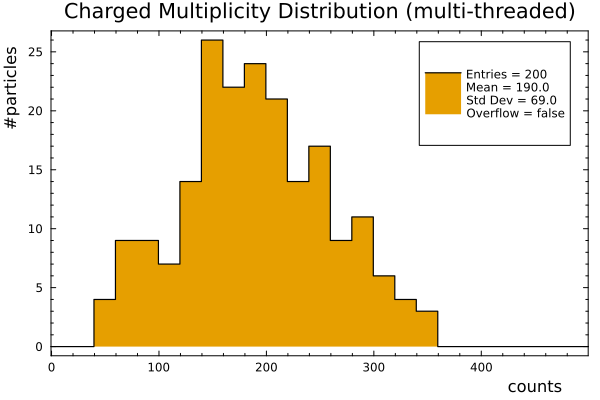 Charged Multiplicity Distribution (multi-threaded)
#particles
25
20
15
10
5
0
Entries = 200
Mean = 190.0
Std Dev = 69.0
Overflow = false
0 100 200 300 400
counts